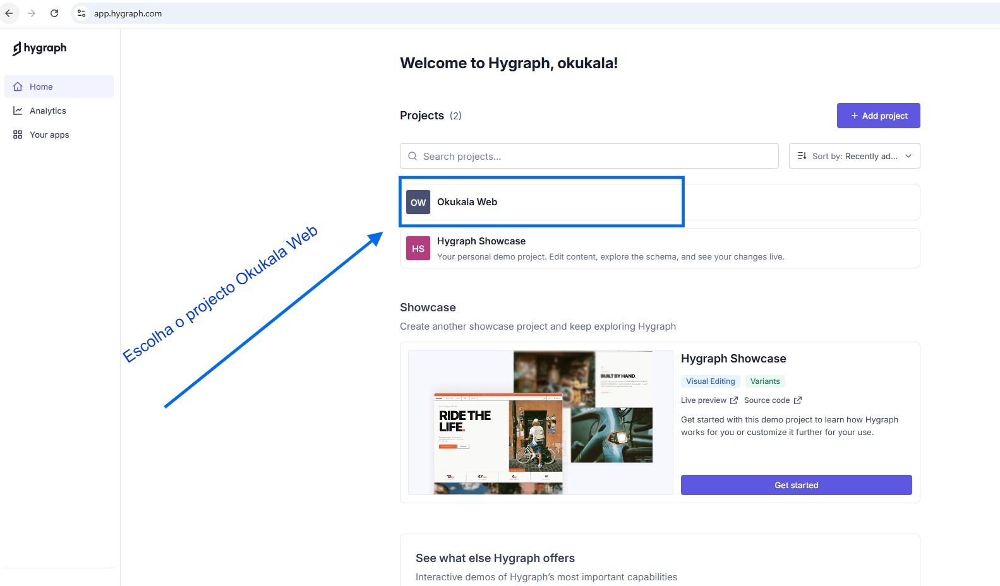 app.hygraph.com
hygraph
Home
Analytics
Your apps
Welcome to Hygraph, okukala!
Projects (2)
+ Add project
Search projects...
Sort by: Recently ad...
OW
Okukala Web
HS
Hygraph Showcase
Your personal demo project. Edit content, explore the schema, and see your changes live.
Escolha o projecto Okukala Web
Showcase
Create another showcase project and keep exploring Hygraph
BUILT BY HAND.
RIDE THE
LIFE.
Hygraph Showcase
Visual Editing
Variants
Live preview
Source code
Get started with this demo project to learn how Hygraph
works for you or customize it further for your use.
Get started
See what else Hygraph offers
Interactive demos of Hygraph's most important capabilities